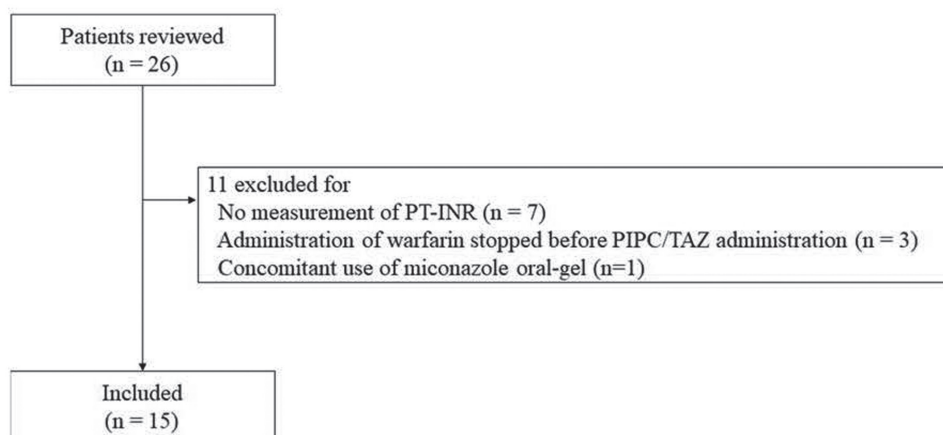 Patients reviewed
(n = 26)
11 excluded for
No measurement of PT-INR (n = 7)
Administration of warfarin stopped before PIPC/TAZ administration (n = 3)
Concomitant use of miconazole oral-gel (n=1)
Included
(n = 15)